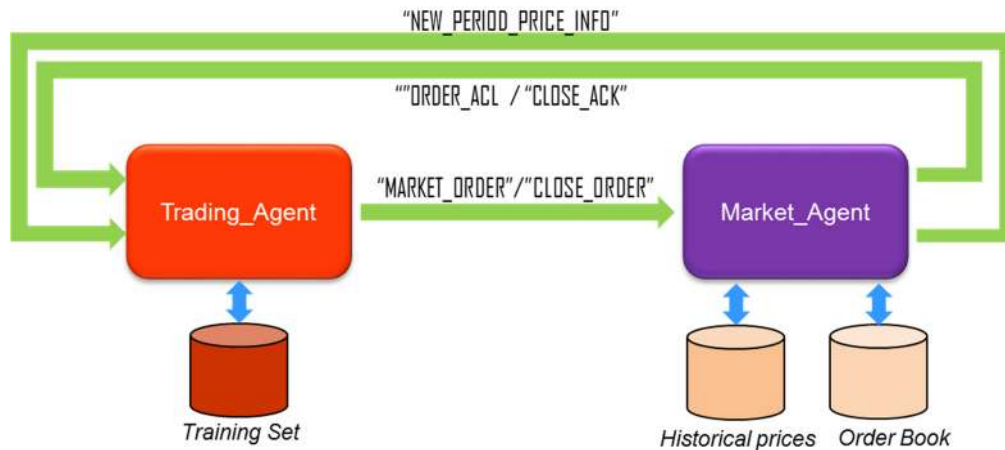 “NEW_PERIOD_PRICE_INFO”
“”ORDER_ACL / “CLOSE_ACK”
“MARKET_ORDER”/“CLOSE_ORDER”
Trading_Agent
Market_Agent
Training Set
Historical prices
Order Book